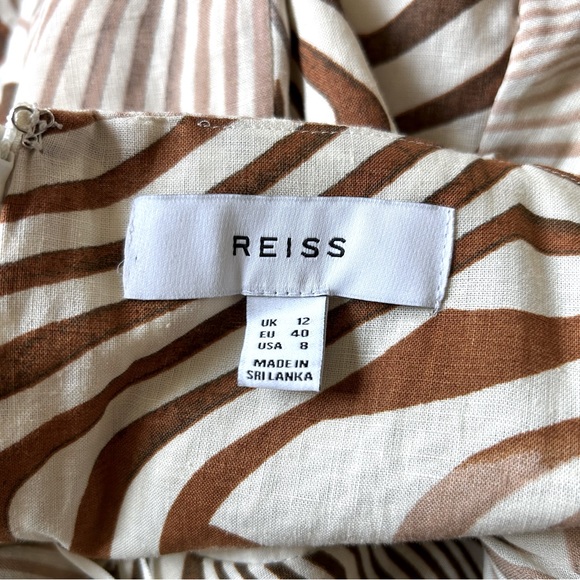 REISS
UK 12
EU 40
USA 8
MADE IN
SRI LANKA